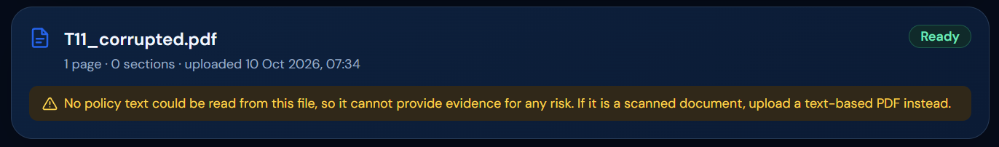 T11_corrupted.pdf
Ready
1 page · 0 sections · uploaded 10 Oct 2026, 07:34
No policy text could be read from this file, so it cannot provide evidence for any risk. If it is a scanned document, upload a text-based PDF instead.